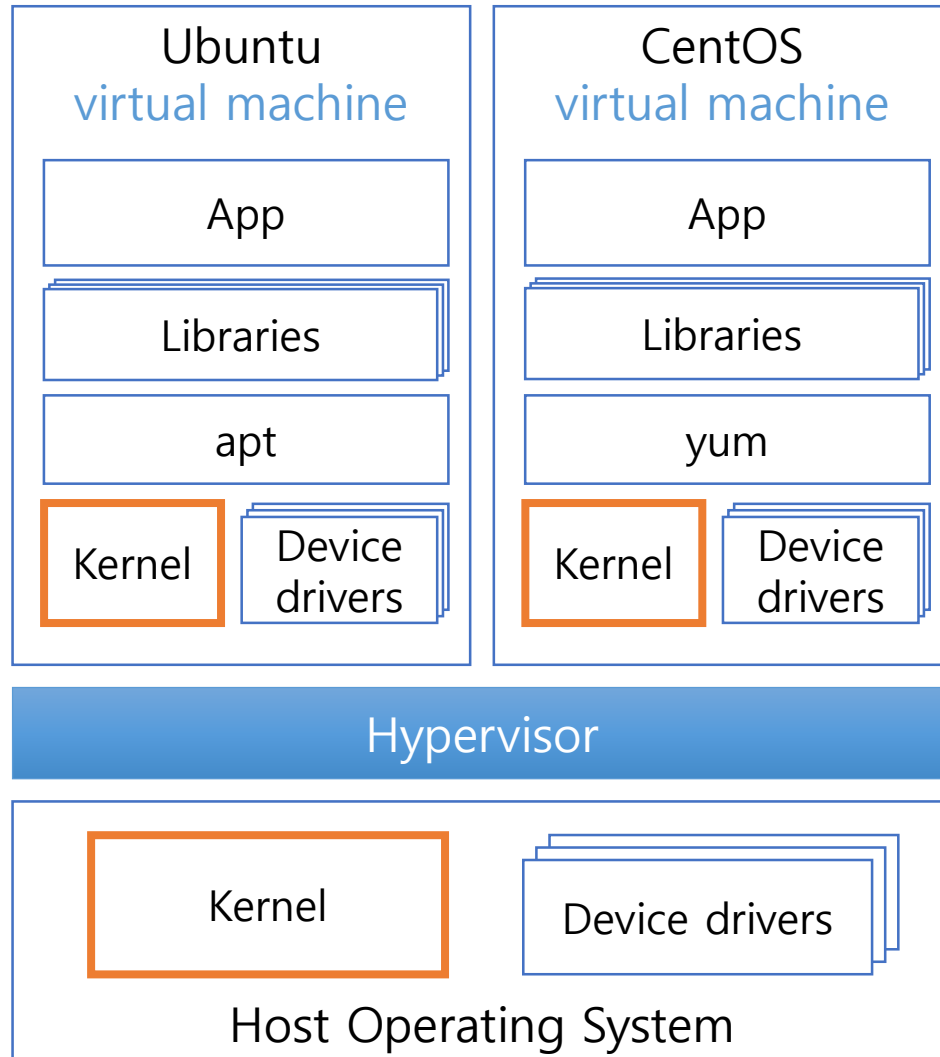 Ubuntu
virtual machine
App
Libraries
apt
Kernel
Device
drivers
CentOS
virtual machine
App
Libraries
yum
Kernel
Device
drivers
Hypervisor
Kernel
Device drivers
Host Operating System